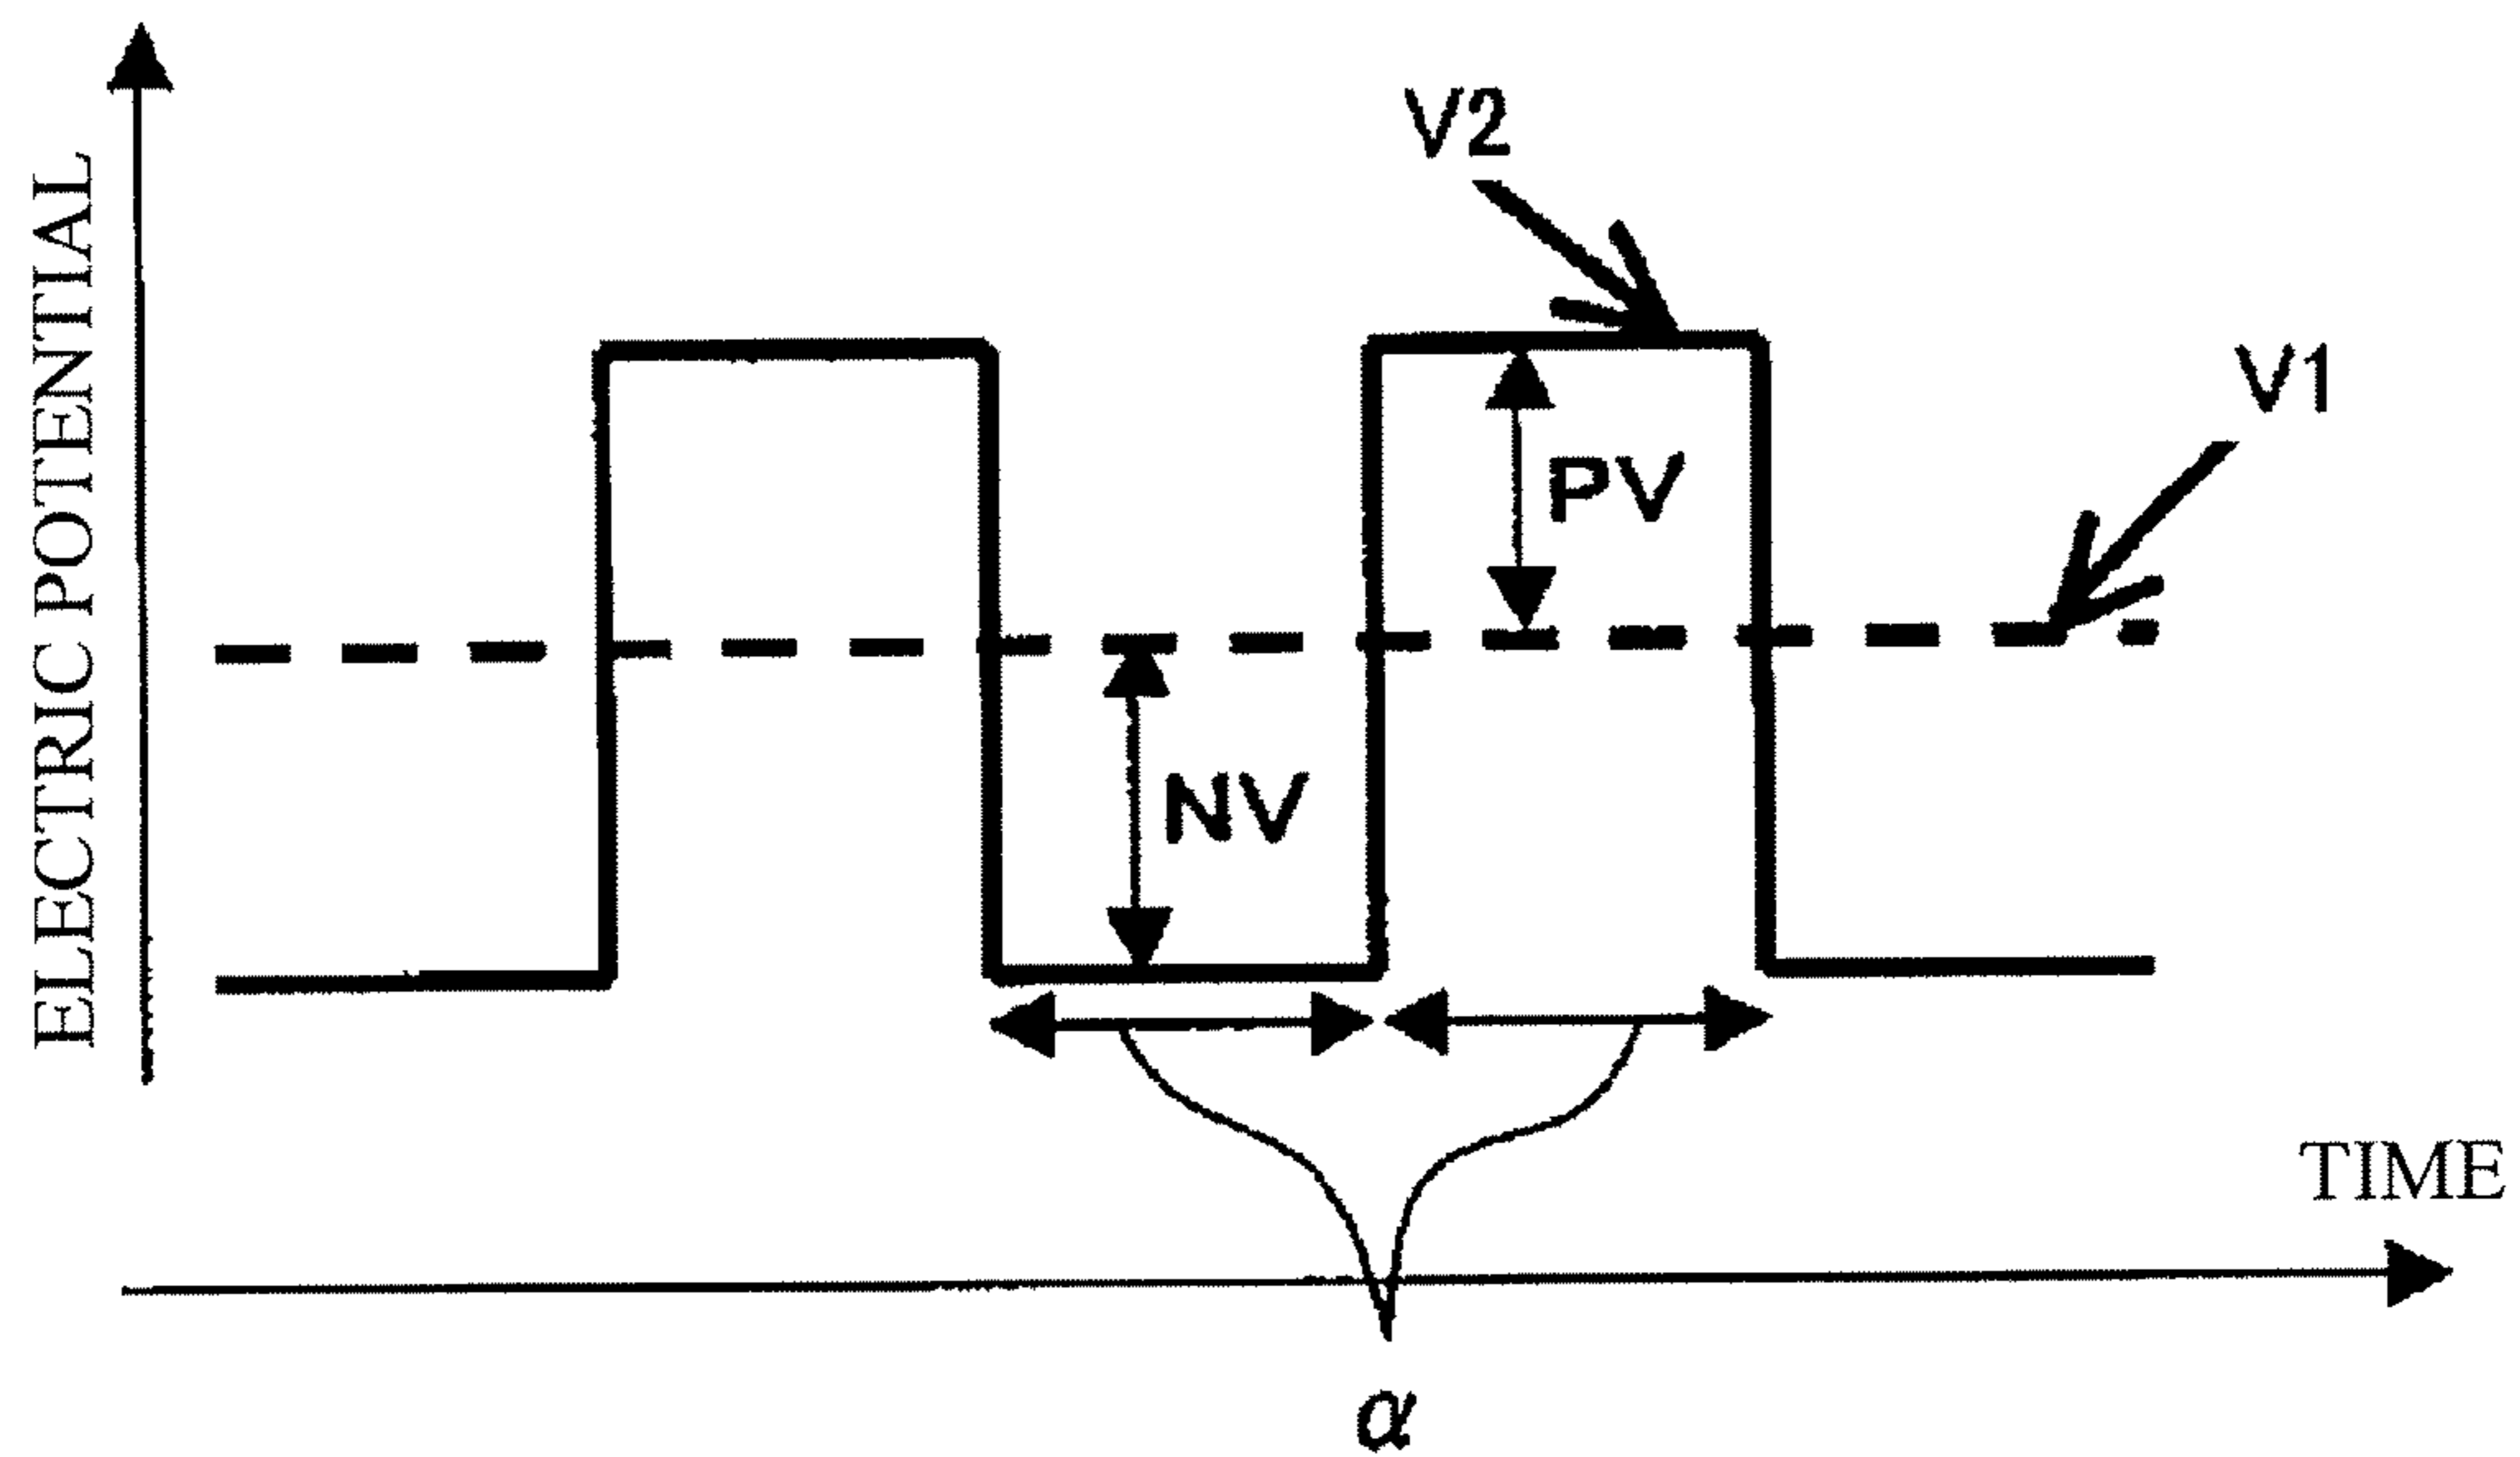 ELECTRIC POTENTIAL
V2
V1
PV
NV
TIME
α